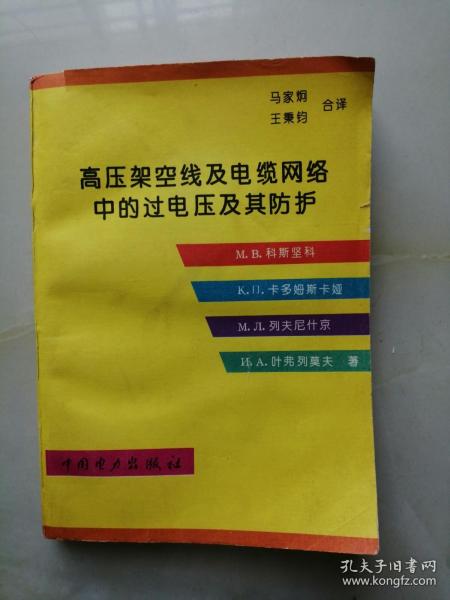 马家炯
王秉钧
合译
高压架空线及电缆网络
中的过电压及其防护
М.В.科斯坚科
К.П.卡多姆斯卡娅
М.Л.列夫尼什京
И.А.叶弗列莫夫 著
中国电力出版社
孔夫子旧书网
www.kongfz.com